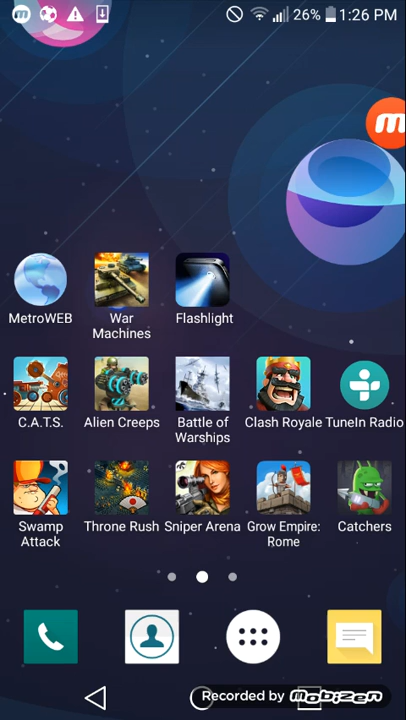 26% 1:26 PM
m
MetroWEB
War
Machines
Flashlight
C.A.T.S.
Alien Creeps
Battle of
Warships
Clash Royale
TuneIn Radio
Swamp
Attack
Throne Rush
Sniper Arena
Grow Empire:
Rome
Catchers
Recorded by mobizen